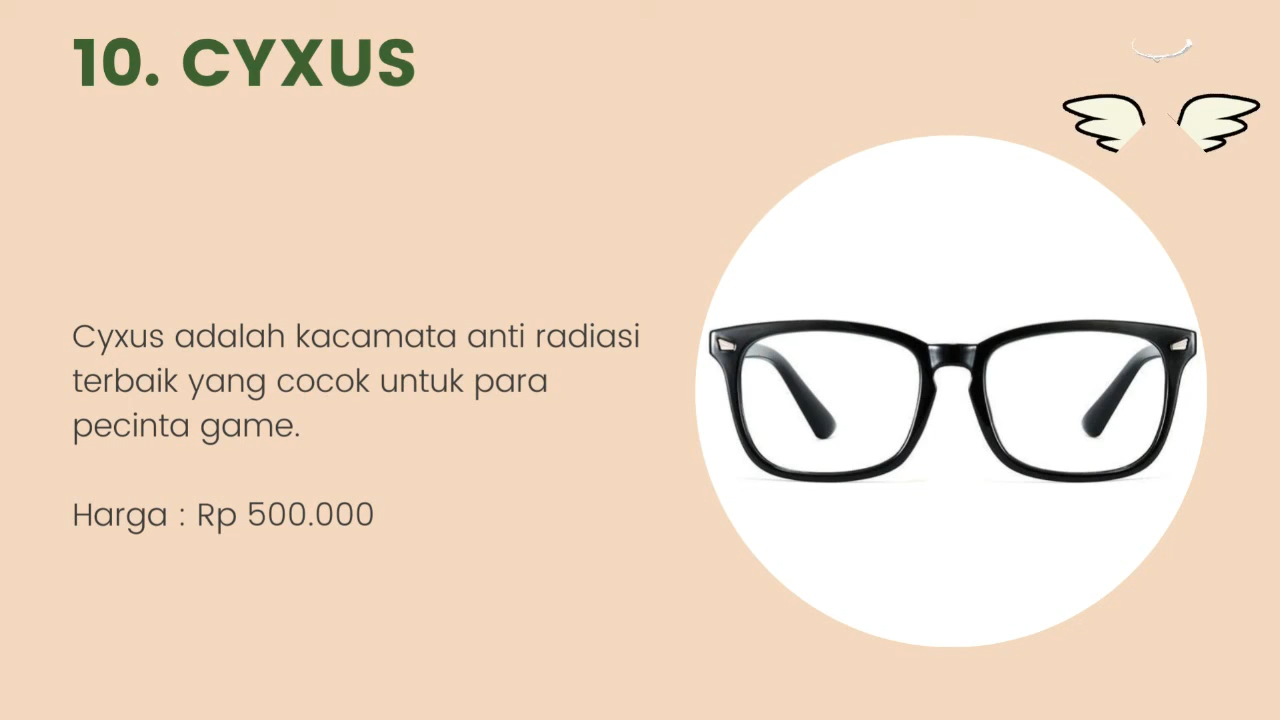 10. CYXUS
Cyxus adalah kacamata anti radiasi
terbaik yang cocok untuk para
pecinta game.
Harga : Rp 500.000